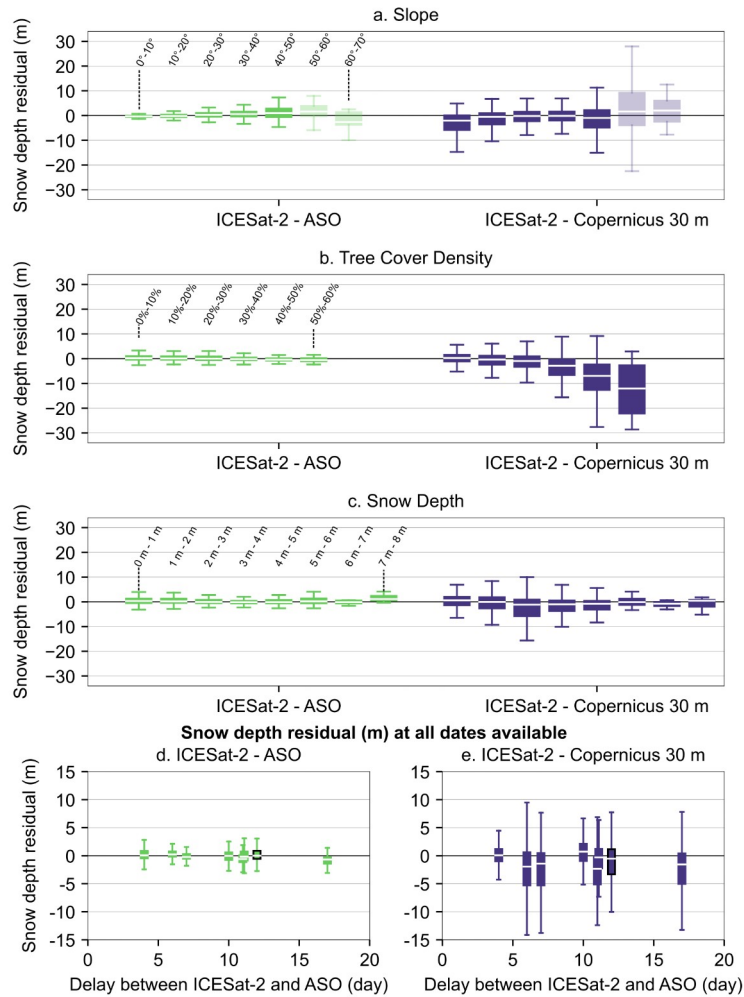 a. Slope
Snow depth residual (m)
30
20
10
0
−10
−20
−30
0°-10°
10°-20°
20°-30°
30°-40°
40°-50°
50°-60°
60°-70°
ICESat-2 - ASO
ICESat-2 - Copernicus 30 m
b. Tree Cover Density
Snow depth residual (m)
30
20
10
0
−10
−20
−30
0%-10%
10%-20%
20%-30%
30%-40%
40%-50%
50%-60%
ICESat-2 - ASO
ICESat-2 - Copernicus 30 m
c. Snow Depth
Snow depth residual (m)
30
20
10
0
−10
−20
−30
0 m - 1 m
1 m - 2 m
2 m - 3 m
3 m - 4 m
4 m - 5 m
5 m - 6 m
6 m - 7 m
7 m - 8 m
ICESat-2 - ASO
ICESat-2 - Copernicus 30 m
Snow depth residual (m) at all dates available
d. ICESat-2 - ASO
Snow depth residual (m)
15
10
5
0
-5
-10
-15
0 5 10 15 20
Delay between ICESat-2 and ASO (day)
e. ICESat-2 - Copernicus 30 m
15
10
5
0
-5
-10
-15
0 5 10 15 20
Delay between ICESat-2 and ASO (day)